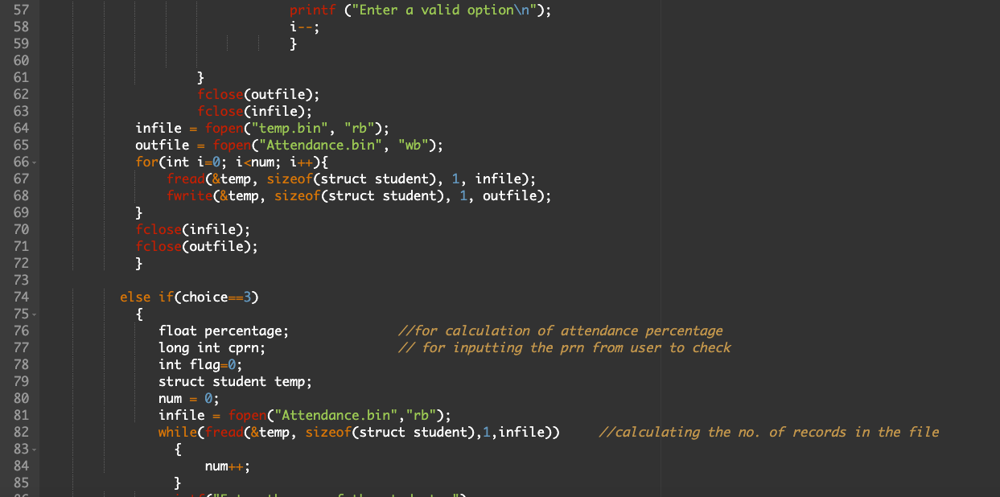 57 printf ("Enter a valid option\n");
58 i--;
59 }
60
61 }
62 fclose(outfile);
63 fclose(infile);
64 infile = fopen("temp.bin", "rb");
65 outfile = fopen("Attendance.bin", "wb");
66 for(int i=0; i<num; i++){
67 fread(&temp, sizeof(struct student), 1, infile);
68 fwrite(&temp, sizeof(struct student), 1, outfile);
69 }
70 fclose(infile);
71 fclose(outfile);
72 }
73
74 else if(choice==3)
75 {
76 float percentage; //for calculation of attendance percentage
77 long int cprn; // for inputting the prn from user to check
78 int flag=0;
79 struct student temp;
80 num = 0;
81 infile = fopen("Attendance.bin","rb");
82 while(fread(&temp, sizeof(struct student),1,infile)) //calculating the no. of records in the file
83 {
84 num++;
85 }